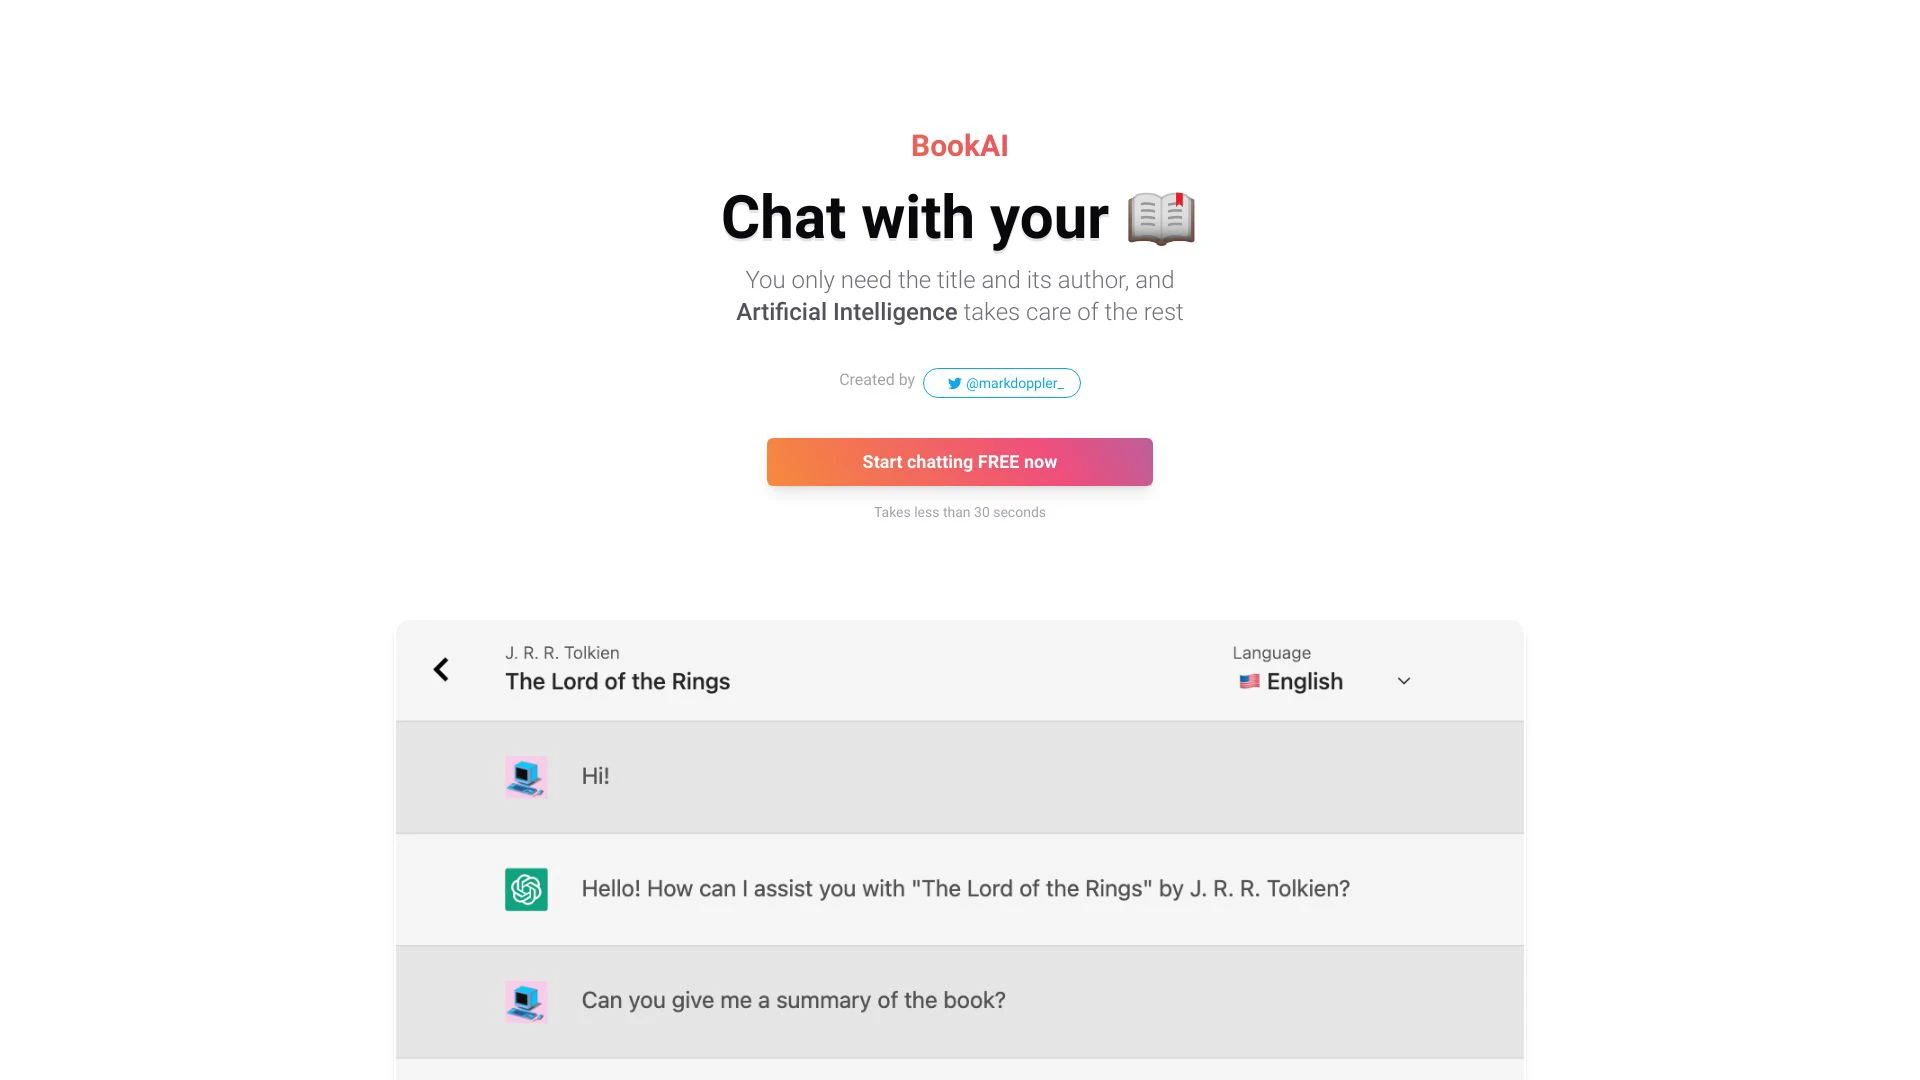 BookAI
Chat with your 📖
You only need the title and its author, and
Artificial Intelligence takes care of the rest
Created by @markdoppler_
Start chatting FREE now
Takes less than 30 seconds
J. R. R. Tolkien
The Lord of the Rings
Language
🇺🇸 English
Hi!
Hello! How can I assist you with "The Lord of the Rings" by J. R. R. Tolkien?
Can you give me a summary of the book?